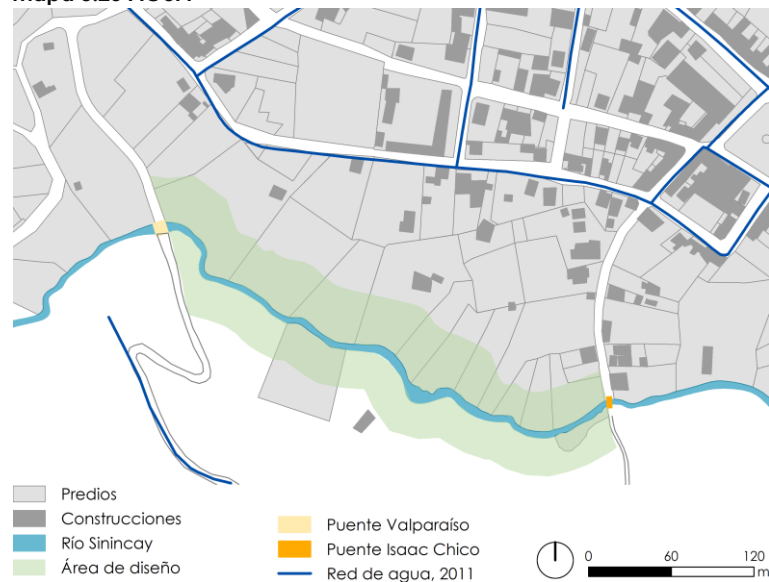 Predios
Construcciones
Río Sinincay
Área de diseño
Puente Valparaíso
Puente Isaac Chico
Red de agua, 2011
0 60 120
m